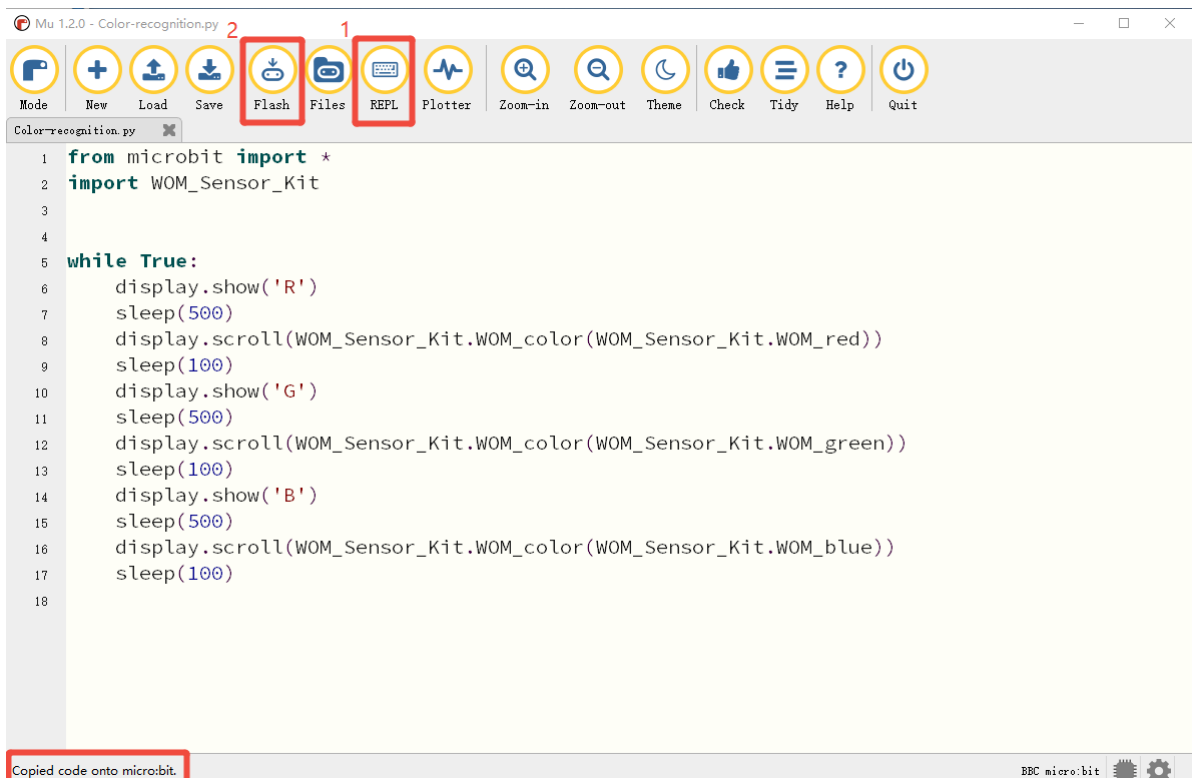 Mu 1.2.0 - Color-recognition.py
2 1
Mode New Load Save Flash Files REPL Plotter Zoom-in Zoom-out Theme Check Tidy Help Quit
Color-recognition.py
1 from microbit import *
2 import WOM_Sensor_Kit
3
4
5 while True:
6     display.show('R')
7     sleep(500)
8     display.scroll(WOM_Sensor_Kit.WOM_color(WOM_Sensor_Kit.WOM_red))
9     sleep(100)
10     display.show('G')
11     sleep(500)
12     display.scroll(WOM_Sensor_Kit.WOM_color(WOM_Sensor_Kit.WOM_green))
13     sleep(100)
14     display.show('B')
15     sleep(500)
16     display.scroll(WOM_Sensor_Kit.WOM_color(WOM_Sensor_Kit.WOM_blue))
17     sleep(100)
18
Copied code onto micro:bit. BBC micro:bit